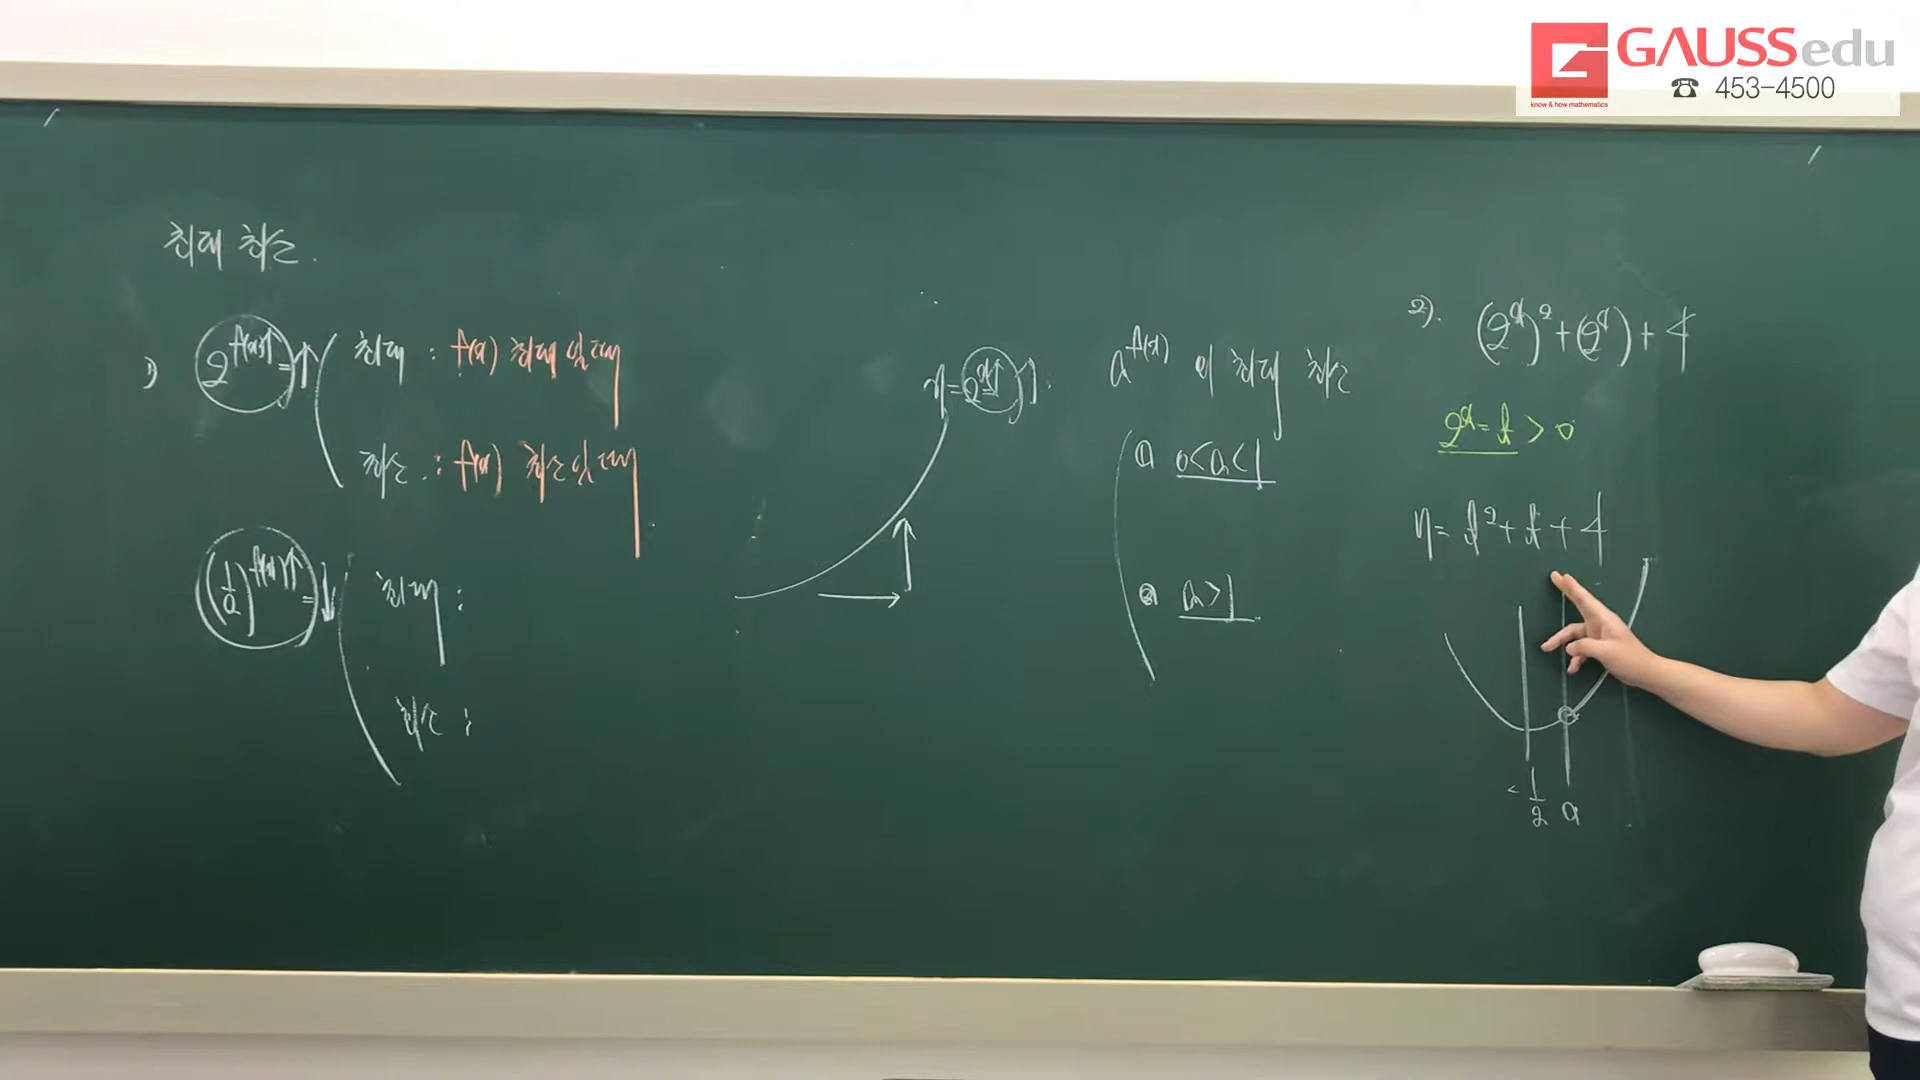 GAUSSedu
know & how mathematics
☎ 453-4500
최대 최소.
1) 2^f(x)↑=↑
최대 : f(x) 최대일때
최소 : f(x) 최소일때
(1/2)^f(x)↑=↓
최대 :
최소 :
y=2^x↑ ↑
a^f(x) 의 최대 최소
① 0<a<1
② a>1
2). (2^x)²+(2^x)+4
2^x=t>0
y=t²+t+4
-1/2 0